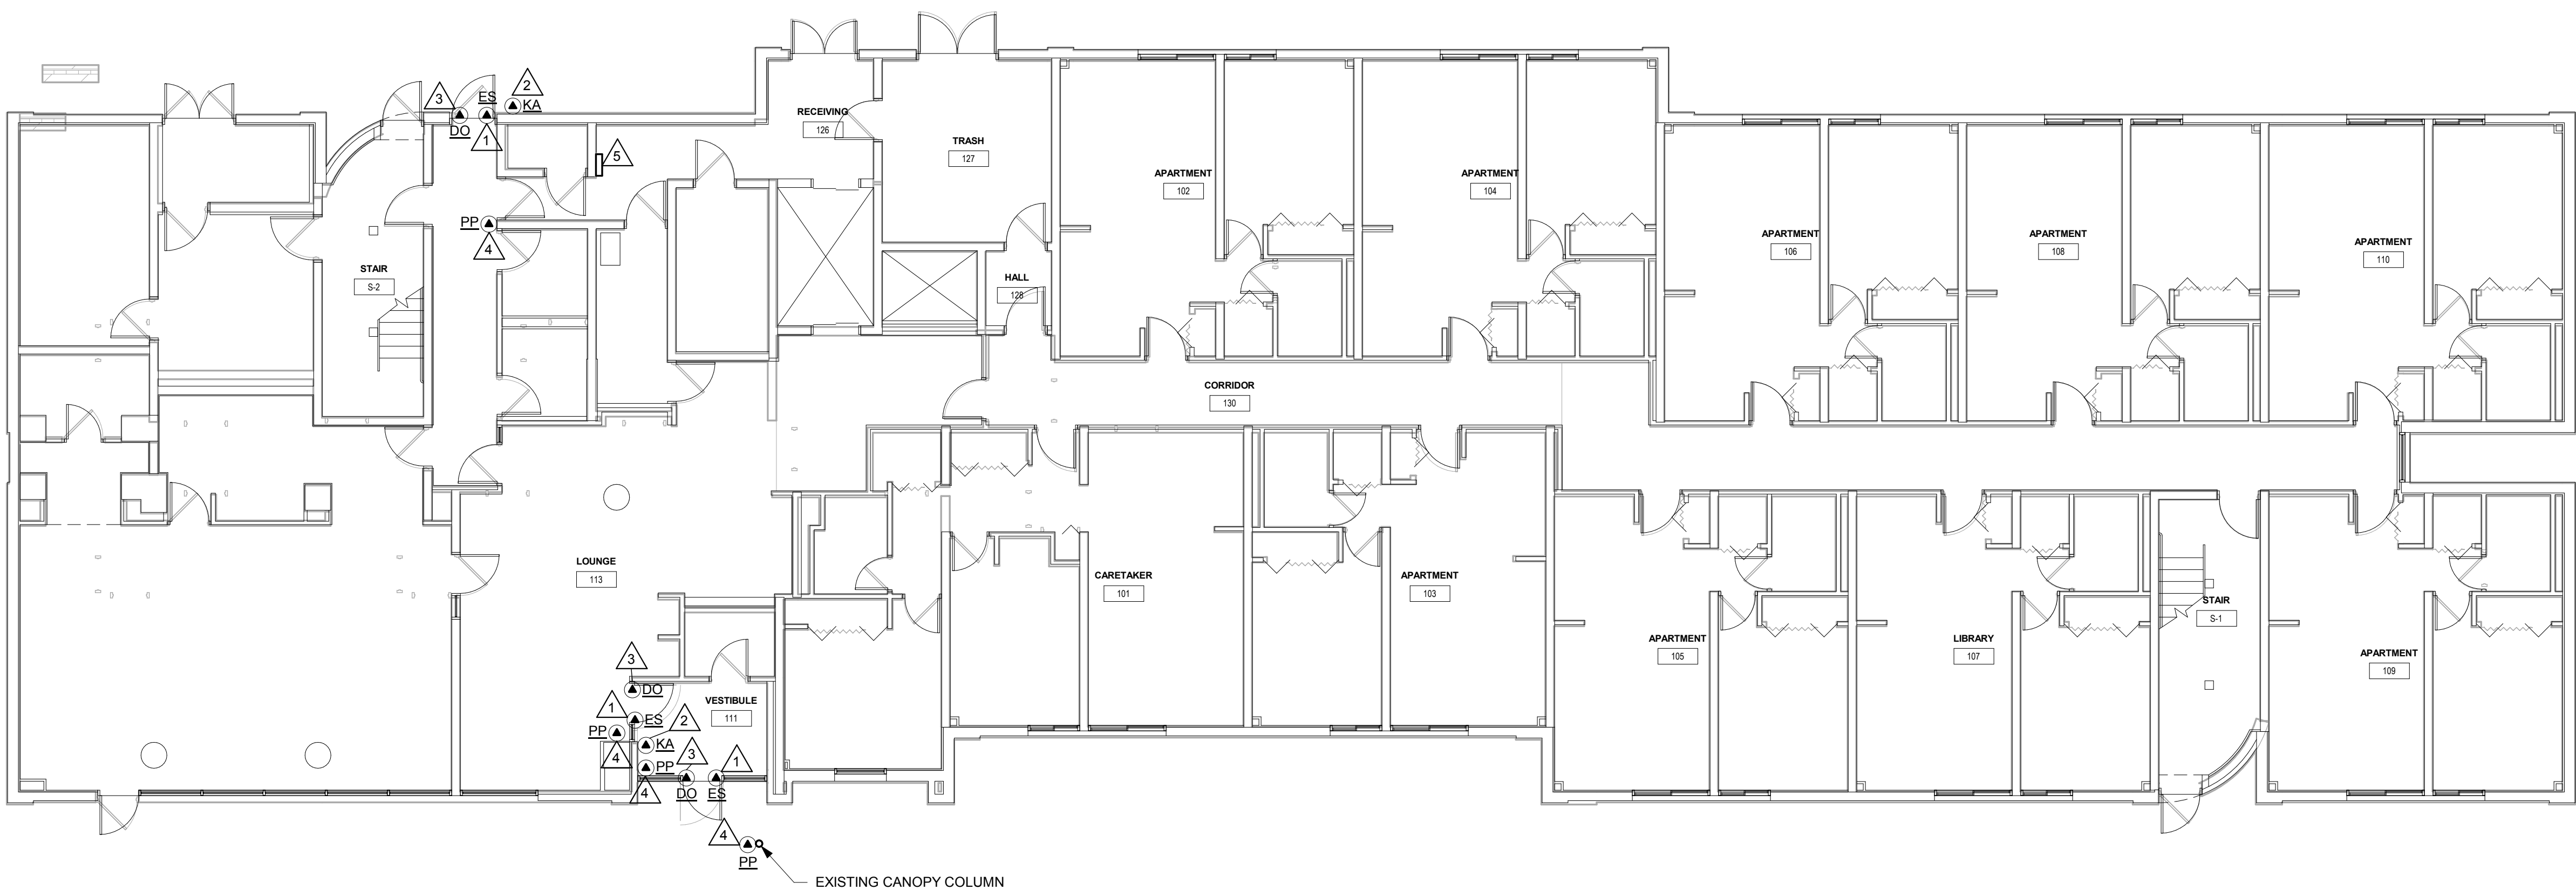 2
3
ES
KA
DO
1
RECEIVING
126
TRASH
127
5
APARTMENT
102
APARTMENT
104
PP
4
APARTMENT
106
APARTMENT
108
APARTMENT
110
STAIR
S-2
HALL
128
CORRIDOR
130
LOUNGE
113
CARETAKER
101
APARTMENT
103
STAIR
S-1
APARTMENT
105
LIBRARY
107
APARTMENT
109
3
DO
VESTIBULE
111
1
ES
2
PP
KA
3
4
PP
1
4
DO
ES
4
PP
EXISTING CANOPY COLUMN